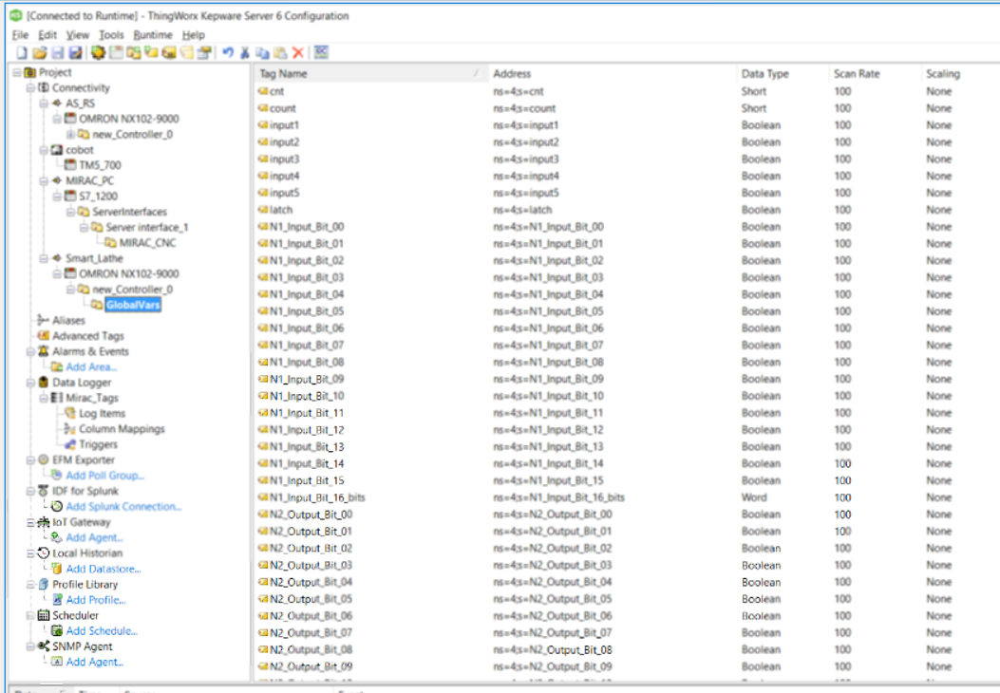 [Connected to Runtime] - ThingWorx Kepware Server 6 Configuration
File Edit View Tools Runtime Help
Project
Connectivity
AS_RS
OMRON NX102-9000
new_Controller_0
cobot
TM5_700
MIRAC_PC
S7_1200
ServerInterfaces
Server interface_1
MIRAC_CNC
Smart_Lathe
OMRON NX102-9000
new_Controller_0
GlobalVars
Aliases
Advanced Tags
Alarms & Events
Add Area...
Data Logger
Mirac_Tags
Log Items
Column Mappings
Triggers
EFM Exporter
Add Poll Group...
IDF for Splunk
Add Splunk Connection...
IoT Gateway
Add Agent...
Local Historian
Add Datastore...
Profile Library
Add Profile...
Scheduler
Add Schedule...
SNMP Agent
Add Agent...
Tag Name Address Data Type Scan Rate Scaling
cnt ns=4;s=cnt Short 100 None
count ns=4;s=count Short 100 None
input1 ns=4;s=input1 Boolean 100 None
input2 ns=4;s=input2 Boolean 100 None
input3 ns=4;s=input3 Boolean 100 None
input4 ns=4;s=input4 Boolean 100 None
input5 ns=4;s=input5 Boolean 100 None
latch ns=4;s=latch Boolean 100 None
N1_Input_Bit_00 ns=4;s=N1_Input_Bit_00 Boolean 100 None
N1_Input_Bit_01 ns=4;s=N1_Input_Bit_01 Boolean 100 None
N1_Input_Bit_02 ns=4;s=N1_Input_Bit_02 Boolean 100 None
N1_Input_Bit_03 ns=4;s=N1_Input_Bit_03 Boolean 100 None
N1_Input_Bit_04 ns=4;s=N1_Input_Bit_04 Boolean 100 None
N1_Input_Bit_05 ns=4;s=N1_Input_Bit_05 Boolean 100 None
N1_Input_Bit_06 ns=4;s=N1_Input_Bit_06 Boolean 100 None
N1_Input_Bit_07 ns=4;s=N1_Input_Bit_07 Boolean 100 None
N1_Input_Bit_08 ns=4;s=N1_Input_Bit_08 Boolean 100 None
N1_Input_Bit_09 ns=4;s=N1_Input_Bit_09 Boolean 100 None
N1_Input_Bit_10 ns=4;s=N1_Input_Bit_10 Boolean 100 None
N1_Input_Bit_11 ns=4;s=N1_Input_Bit_11 Boolean 100 None
N1_Input_Bit_12 ns=4;s=N1_Input_Bit_12 Boolean 100 None
N1_Input_Bit_13 ns=4;s=N1_Input_Bit_13 Boolean 100 None
N1_Input_Bit_14 ns=4;s=N1_Input_Bit_14 Boolean 100 None
N1_Input_Bit_15 ns=4;s=N1_Input_Bit_15 Boolean 100 None
N1_Input_Bit_16_bits ns=4;s=N1_Input_Bit_16_bits Word 100 None
N2_Output_Bit_00 ns=4;s=N2_Output_Bit_00 Boolean 100 None
N2_Output_Bit_01 ns=4;s=N2_Output_Bit_01 Boolean 100 None
N2_Output_Bit_02 ns=4;s=N2_Output_Bit_02 Boolean 100 None
N2_Output_Bit_03 ns=4;s=N2_Output_Bit_03 Boolean 100 None
N2_Output_Bit_04 ns=4;s=N2_Output_Bit_04 Boolean 100 None
N2_Output_Bit_05 ns=4;s=N2_Output_Bit_05 Boolean 100 None
N2_Output_Bit_06 ns=4;s=N2_Output_Bit_06 Boolean 100 None
N2_Output_Bit_07 ns=4;s=N2_Output_Bit_07 Boolean 100 None
N2_Output_Bit_08 ns=4;s=N2_Output_Bit_08 Boolean 100 None
N2_Output_Bit_09 ns=4;s=N2_Output_Bit_09 Boolean 100 None